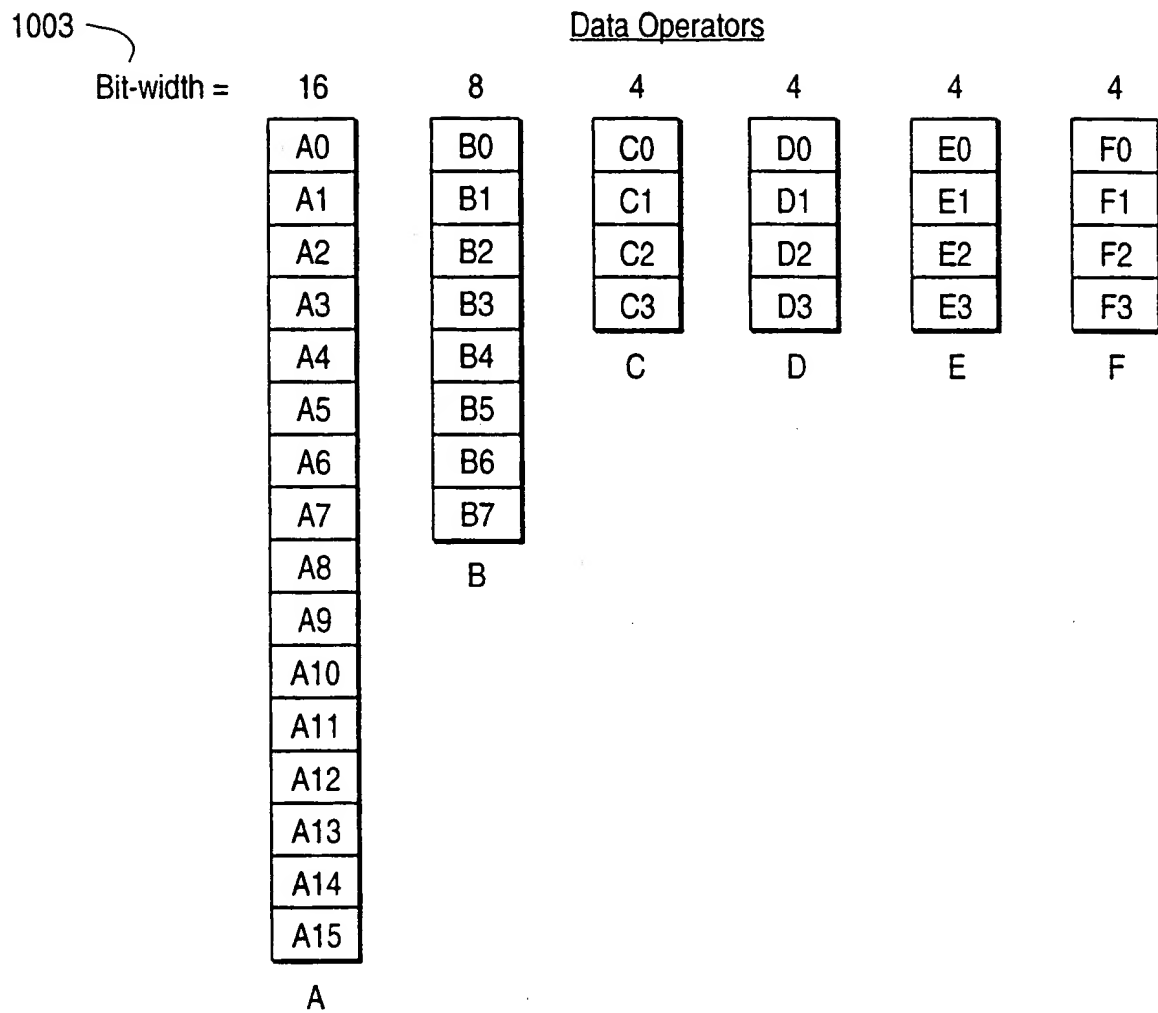 1003
Data Operators
Bit-width = 16 8 4 4 4 4
A0 B0 C0 D0 E0 F0
A1 B1 C1 D1 E1 F1
A2 B2 C2 D2 E2 F2
A3 B3 C3 D3 E3 F3
A4 B4 C D E F
A5 B5
A6 B6
A7 B7
A8 B
A9
A10
A11
A12
A13
A14
A15
A